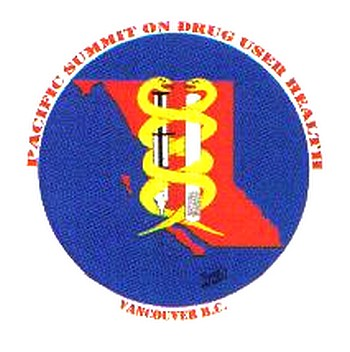 PACIFIC SUMMIT ON DRUG USER HEALTH
VANCOUVER B.C.